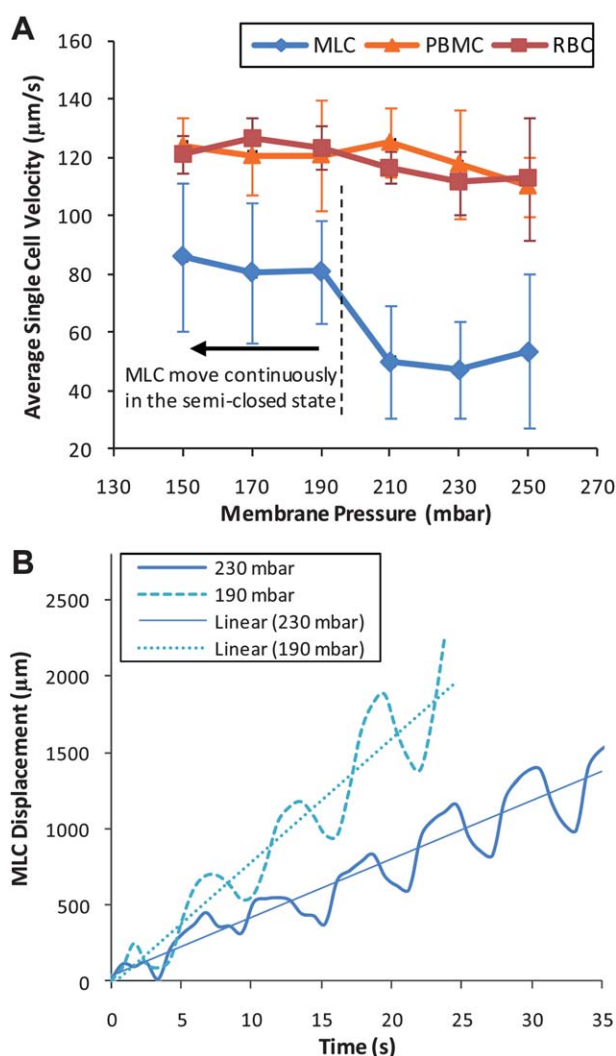 A
MLC PBMC RBC
160
140
120
100
80
60
40
20
Average Single Cell Velocity (μm/s)
MLC move continuously
in the semi-closed state
130 150 170 190 210 230 250 270
Membrane Pressure (mbar)
B
230 mbar
190 mbar
Linear (230 mbar)
Linear (190 mbar)
2500
2000
1500
1000
500
0
MLC Displacement (μm)
0 5 10 15 20 25 30 35
Time (s)